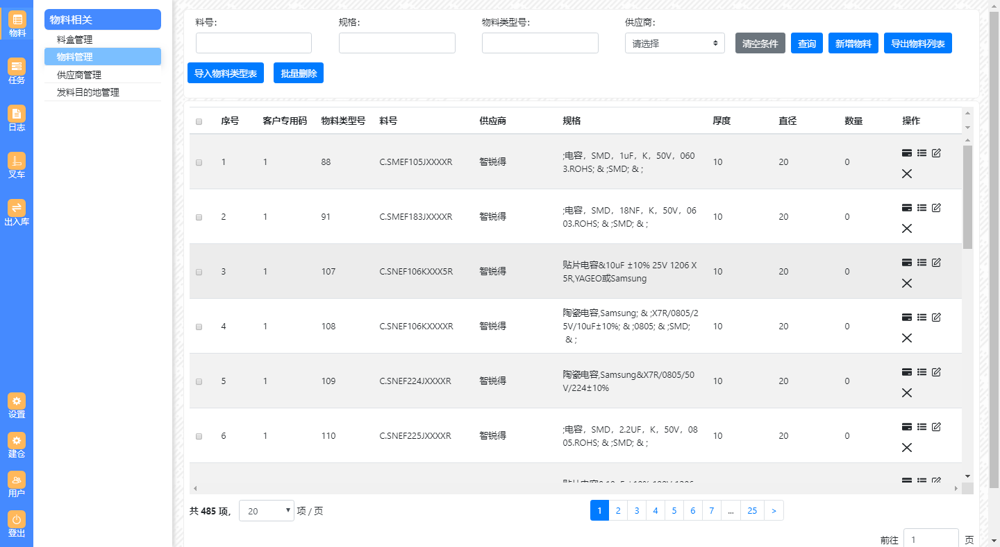 物料
任务
日志
叉车
出入库
设置
建仓
用户
登出
物料相关
料盒管理
物料管理
供应商管理
发料目的地管理
料号: 规格: 物料类型号: 供应商:
请选择 清空条件 查询 新增物料 导出物料列表
导入物料类型表 批量删除
序号 客户专用码 物料类型号 料号 供应商 规格 厚度 直径 数量 操作
1 1 88 C.SMEF105JXXXXR 智锐得 ;电容，SMD，1uF，K，50V，060 10 20 0
3.ROHS; & ;SMD; & ;
2 1 91 C.SMEF183JXXXXR 智锐得 ;电容，SMD，18NF，K，50V，06 10 20 0
03.ROHS; & ;SMD; & ;
3 1 107 C.SNEF106KXXX5R 智锐得 贴片电容&10uF ±10% 25V 1206 X 10 20 0
5R,YAGEO或Samsung
4 1 108 C.SNEF106KXXXXR 智锐得 陶瓷电容,Samsung; & ;X7R/0805/2 10 20 0
5V/10uF±10%; & ;0805; & ;SMD;
& ;
5 1 109 C.SNEF224JXXXXR 智锐得 陶瓷电容,Samsung&X7R/0805/50 10 20 0
V/224±10%
6 1 110 C.SNEF225JXXXXR 智锐得 ;电容，SMD，2.2UF，K，50V，08 10 20 0
05.ROHS; & ;SMD; & ;
共 485 项， 20 项 / 页 1 2 3 4 5 6 7 ... 25 >
前往 1 页